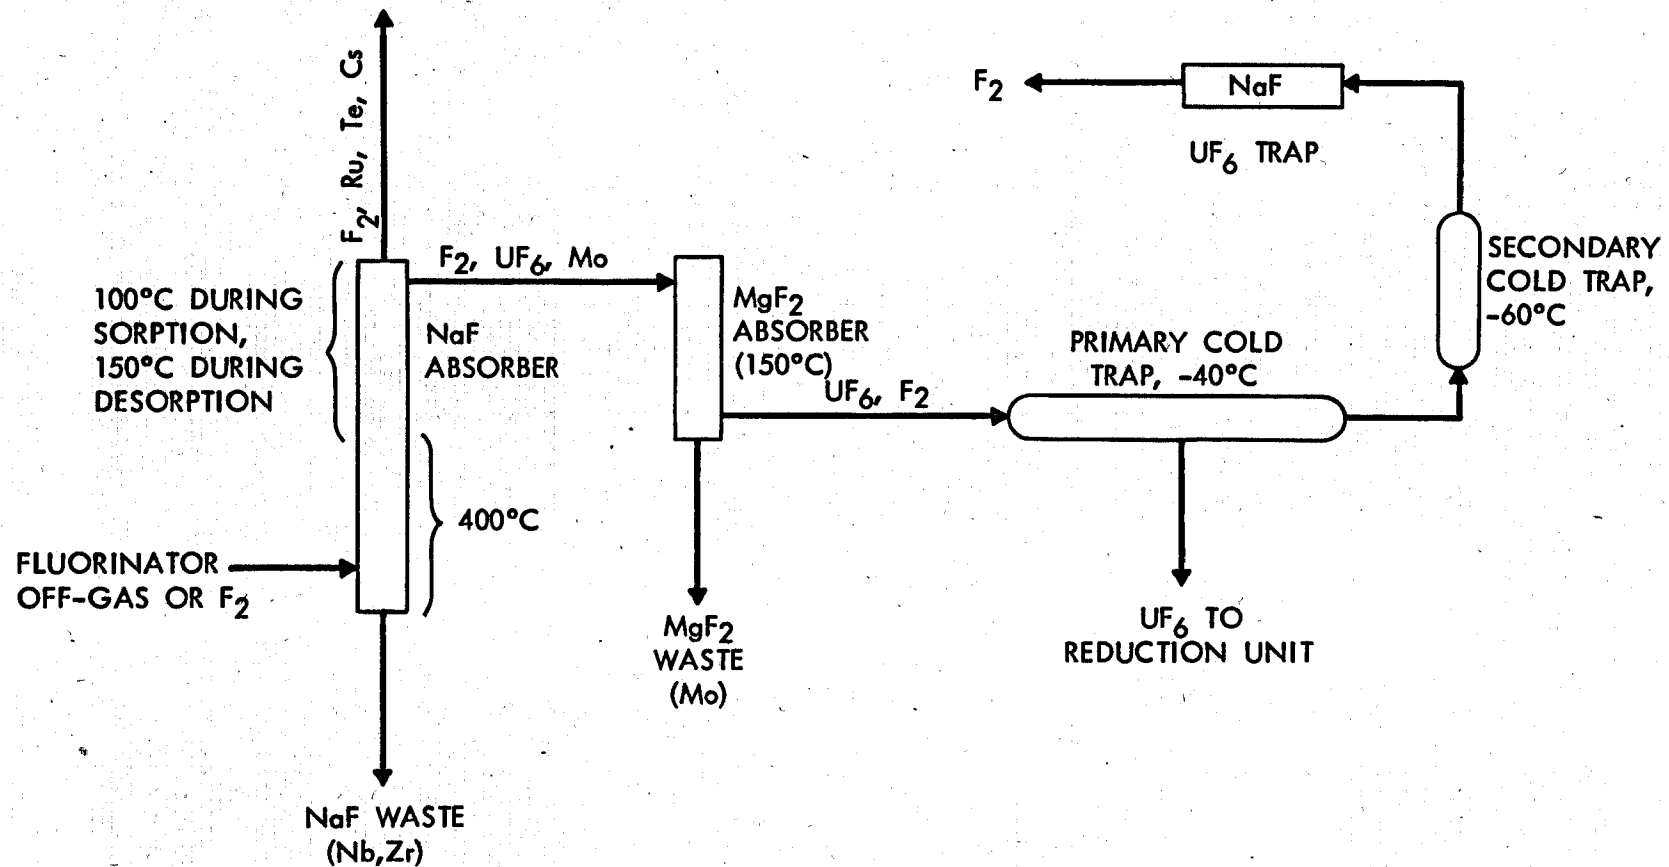 F2, Ru, Te, Cs
F2
NaF
UF6 TRAP
SECONDARY
COLD TRAP,
-60°C
F2, UF6, Mo
100°C DURING
SORPTION,
150°C DURING
DESORPTION
NaF
ABSORBER
MgF2
ABSORBER
(150°C)
PRIMARY COLD
TRAP, -40°C
UF6, F2
400°C
FLUORINATOR
OFF-GAS OR F2
MgF2
WASTE
(Mo)
UF6 TO
REDUCTION UNIT
NaF WASTE
(Nb,Zr)